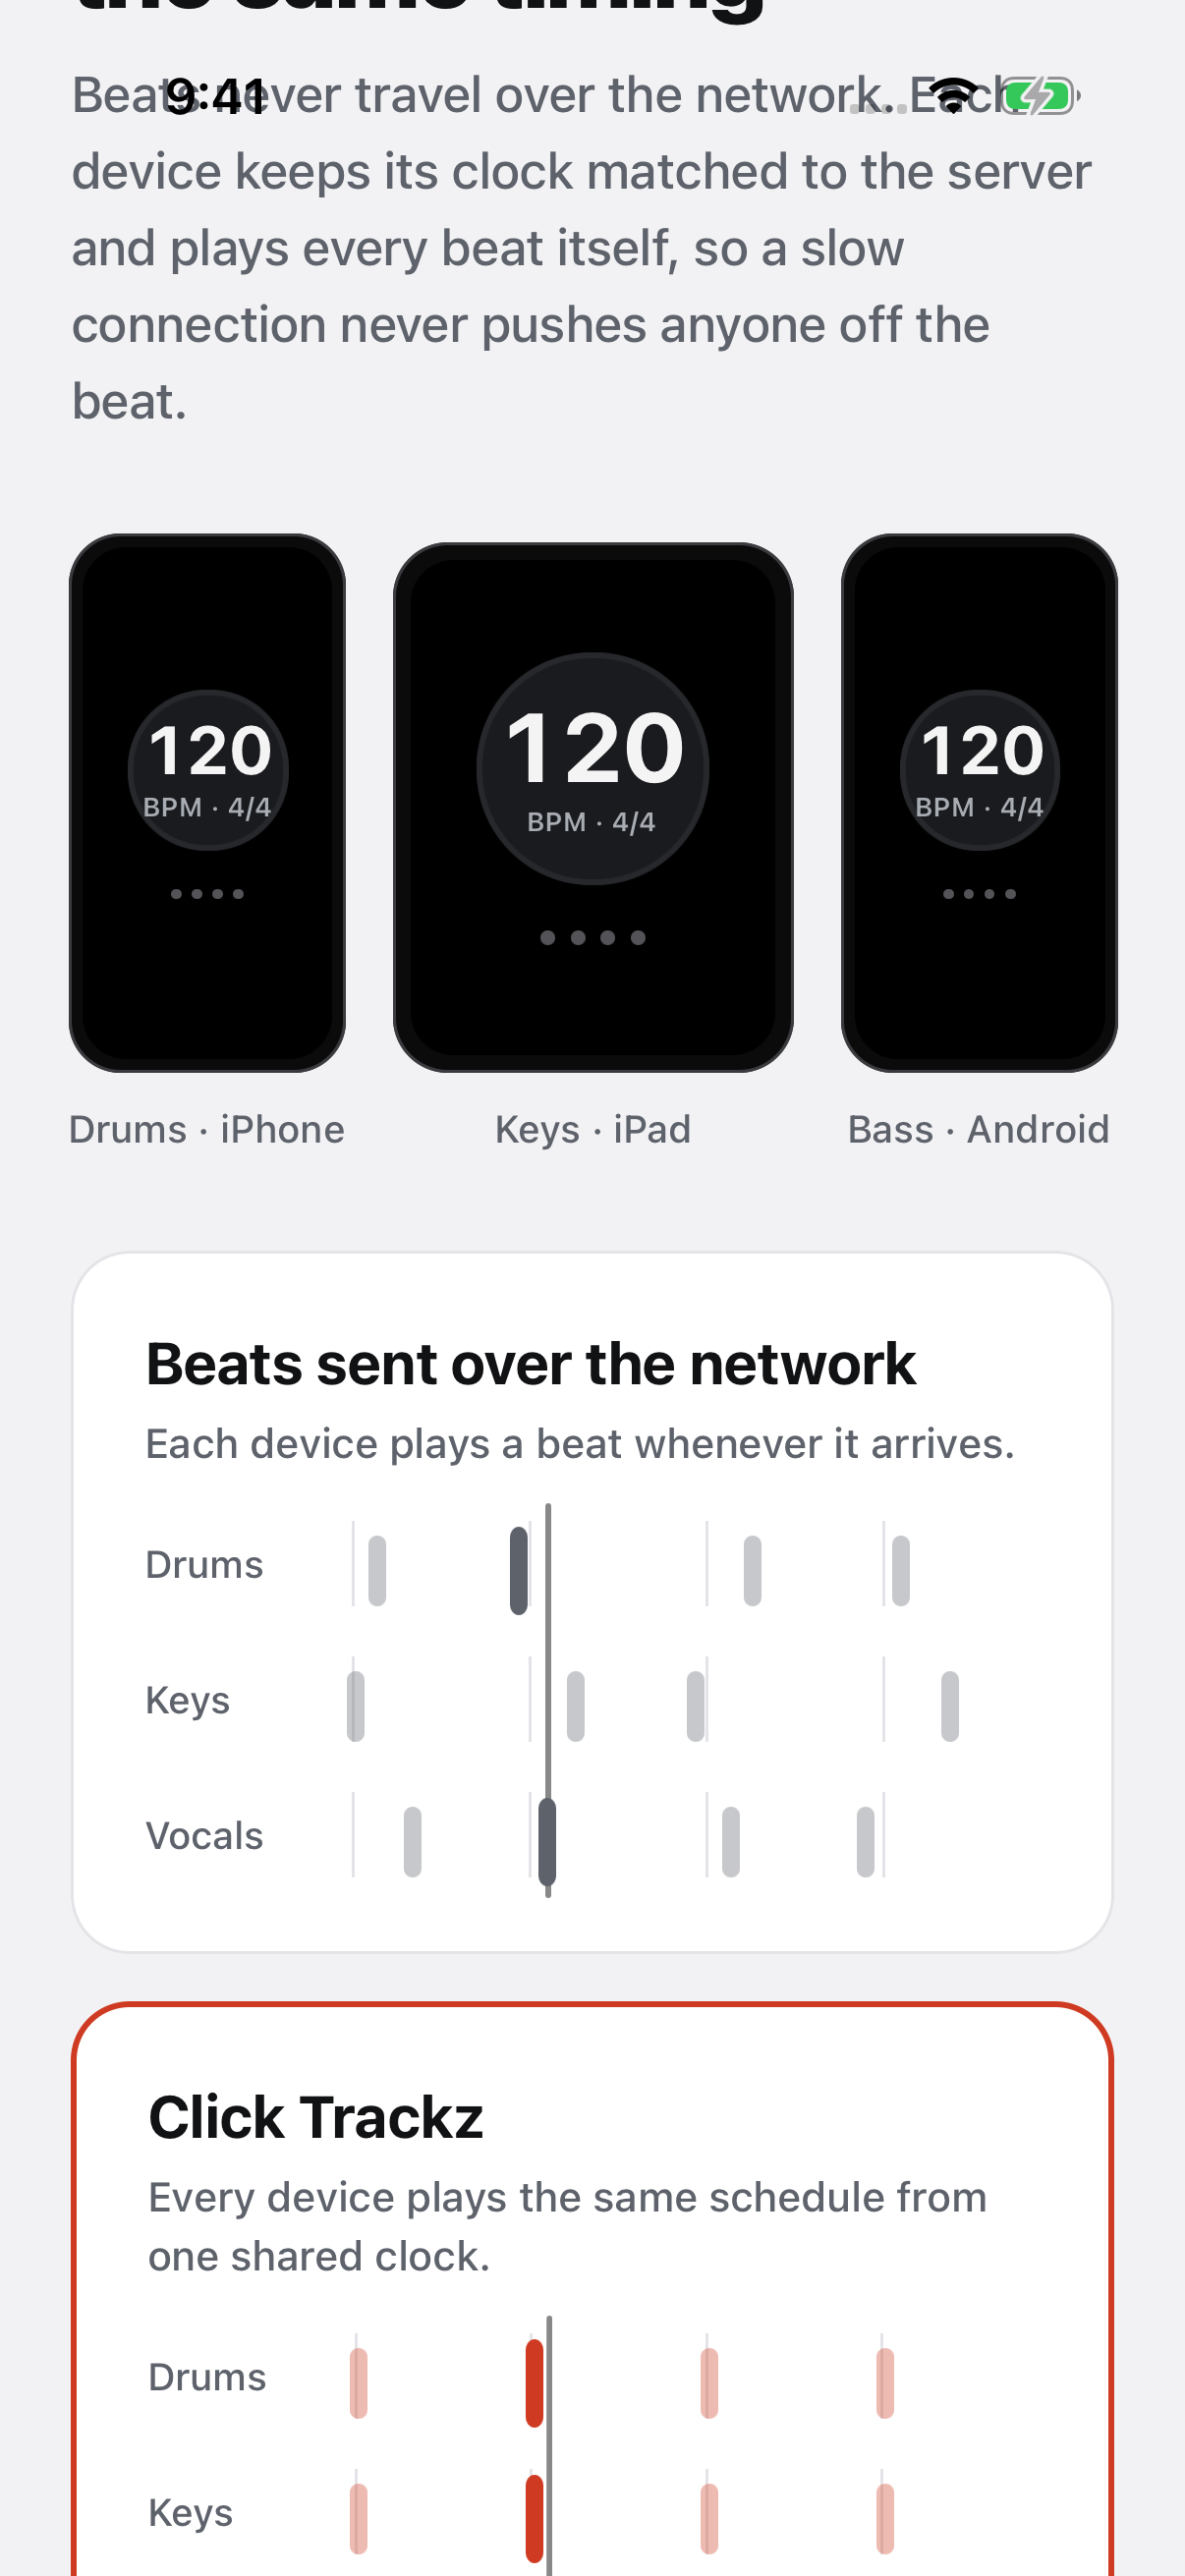 the same timing
9:41
Beats never travel over the network. Each
device keeps its clock matched to the server
and plays every beat itself, so a slow
connection never pushes anyone off the
beat.
120
BPM · 4/4
120
BPM · 4/4
120
BPM · 4/4
Drums · iPhone
Keys · iPad
Bass · Android
Beats sent over the network
Each device plays a beat whenever it arrives.
Drums
Keys
Vocals
Click Trackz
Every device plays the same schedule from
one shared clock.
Drums
Keys